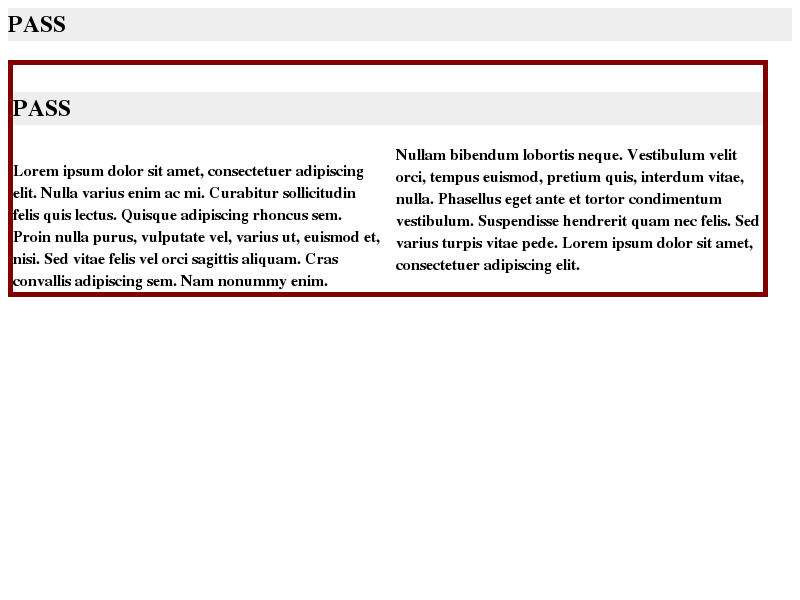 PASS
PASS
Lorem ipsum dolor sit amet, consectetuer adipiscing
elit. Nulla varius enim ac mi. Curabitur sollicitudin
felis quis lectus. Quisque adipiscing rhoncus sem.
Proin nulla purus, vulputate vel, varius ut, euismod et,
nisi. Sed vitae felis vel orci sagittis aliquam. Cras
convallis adipiscing sem. Nam nonummy enim.
Nullam bibendum lobortis neque. Vestibulum velit
orci, tempus euismod, pretium quis, interdum vitae,
nulla. Phasellus eget ante et tortor condimentum
vestibulum. Suspendisse hendrerit quam nec felis. Sed
varius turpis vitae pede. Lorem ipsum dolor sit amet,
consectetuer adipiscing elit.